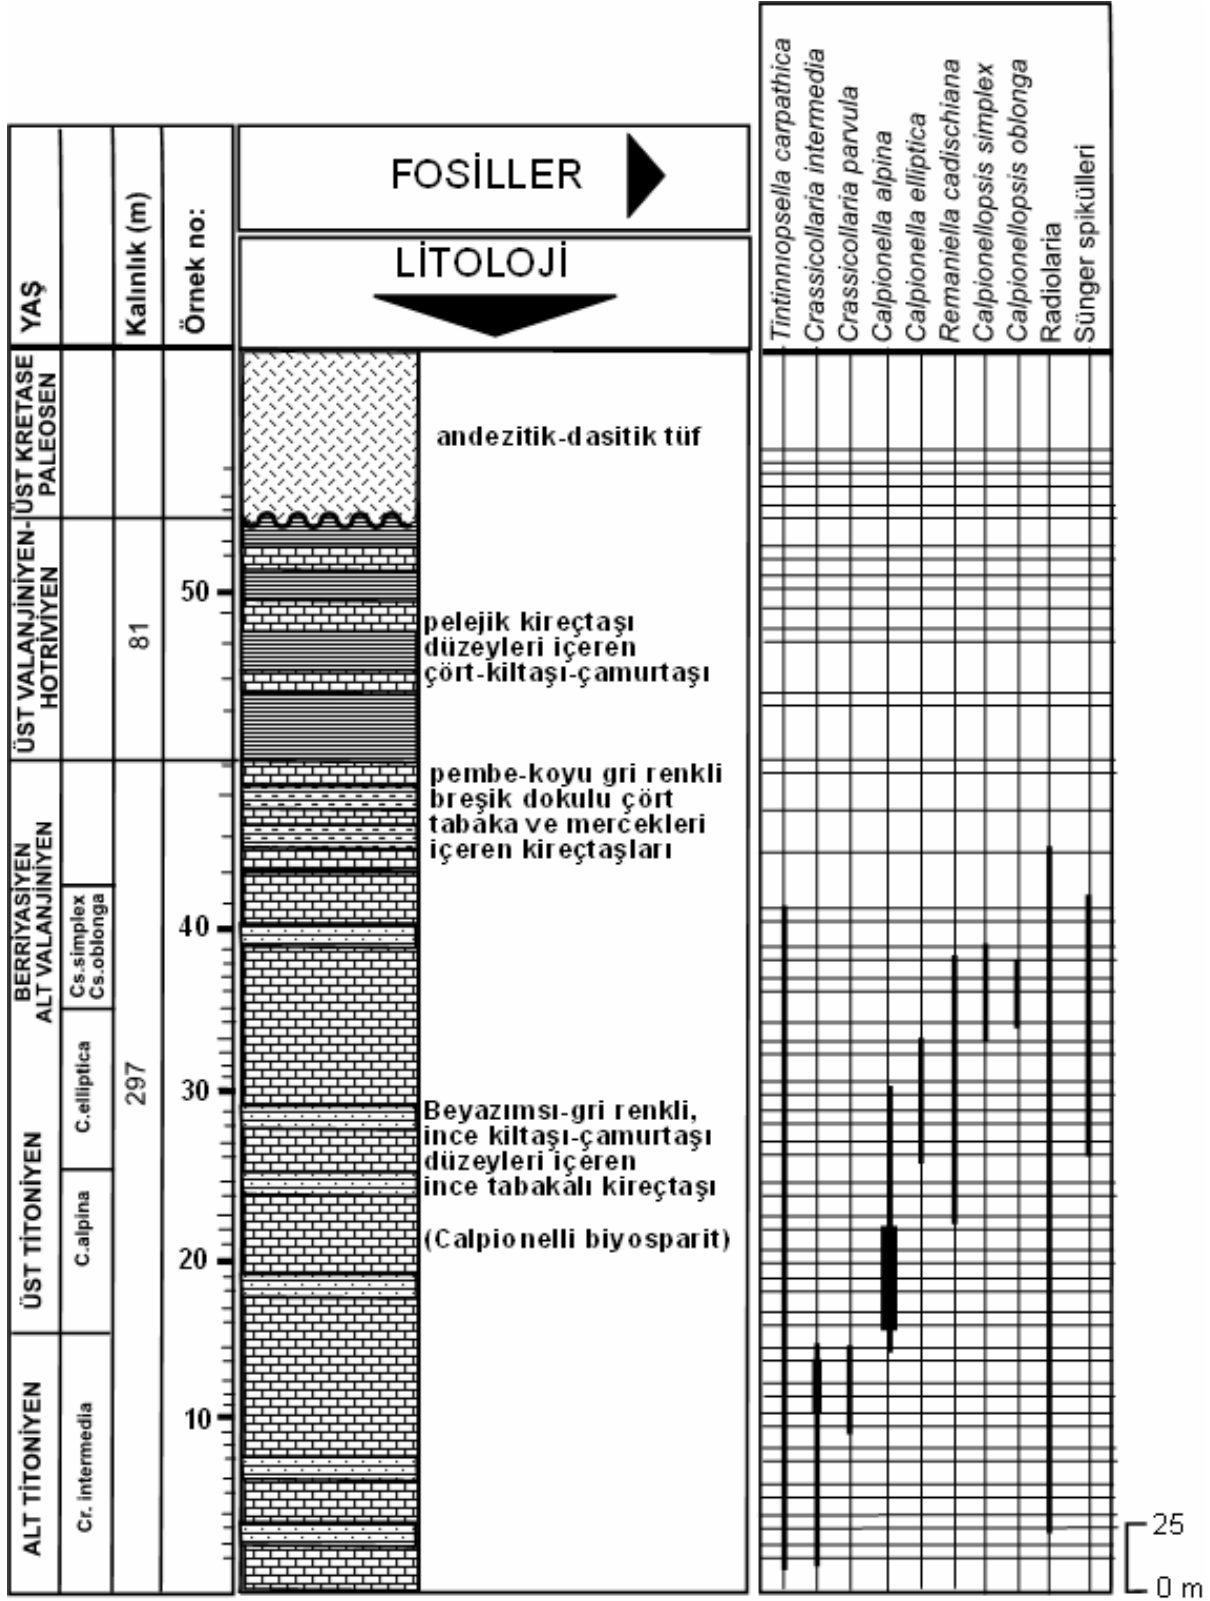 YAŞ
Kalınlık (m)
Örnek no:
FOSİLLER
LİTOLOJİ
Tintinniopsella carpathica
Crassicollaria intermedia
Crassicollaria parvula
Calpionella alpina
Calpionella elliptica
Remaniella cadischiana
Calpionellopsis simplex
Calpionellopsis oblonga
Radiolaria
Sünger spikülleri
ÜST KRETASE
PALEOSEN
andezitik-dasitik tüf
ÜST VALANJİNİYEN-
HOTRİVİYEN
81
50
pelejik kireçtaşı
düzeyleri içeren
çört-kiltaşı-çamurtaşı
BERRİYASİYEN
ALT VALANJİNİYEN
pembe-koyu gri renkli
breşik dokulu çört
tabaka ve mercekleri
içeren kireçtaşları
Cs.simplex
Cs.oblonga
40
297
C.elliptica
30
Beyazımsı-gri renkli,
ince kiltaşı-çamurtaşı
düzeyleri içeren
ince tabakalı kireçtaşı
(Calpionelli biyosparit)
ÜST TİTONİYEN
C.alpina
20
ALT TİTONİYEN
Cr. intermedia
10
25
0 m